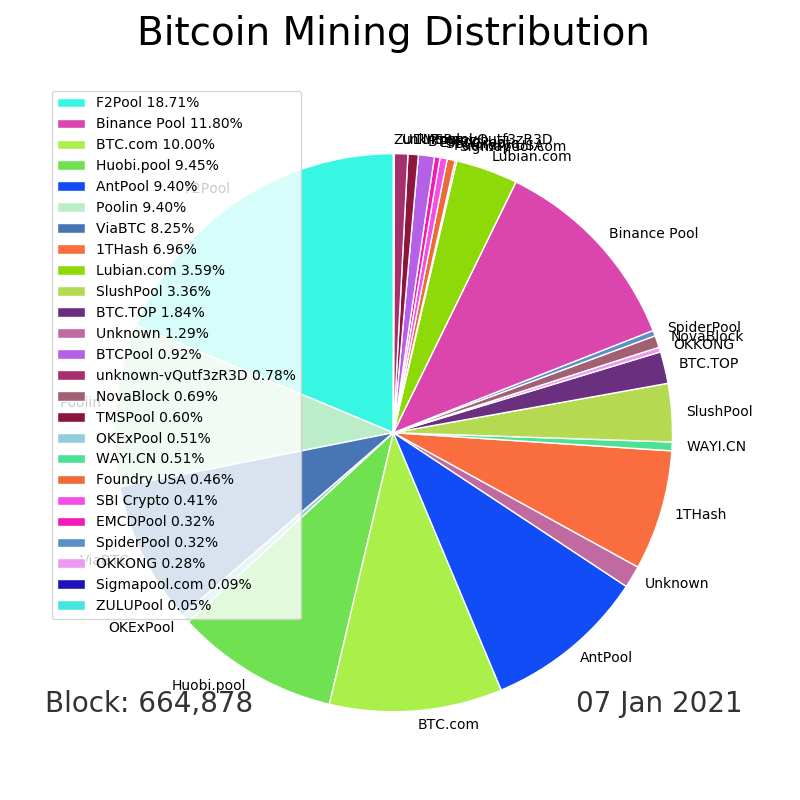 Bitcoin Mining Distribution
F2Pool 18.71%
Binance Pool 11.80%
BTC.com 10.00%
Huobi.pool 9.45%
AntPool 9.40%
Poolin 9.40%
ViaBTC 8.25%
1THash 6.96%
Lubian.com 3.59%
SlushPool 3.36%
BTC.TOP 1.84%
Unknown 1.29%
BTCPool 0.92%
unknown-vQutf3zR3D 0.78%
NovaBlock 0.69%
TMSPool 0.60%
OKExPool 0.51%
WAYI.CN 0.51%
Foundry USA 0.46%
SBI Crypto 0.41%
EMCDPool 0.32%
SpiderPool 0.32%
OKKONG 0.28%
Sigmapool.com 0.09%
ZULUPool 0.05%
Lubian.com
Binance Pool
SpiderPool
NovaBlock
OKKONG
BTC.TOP
SlushPool
WAYI.CN
1THash
Unknown
AntPool
BTC.com
Huobi.pool
OKExPool
ViaBTC
Poolin
F2Pool
Block: 664,878
07 Jan 2021